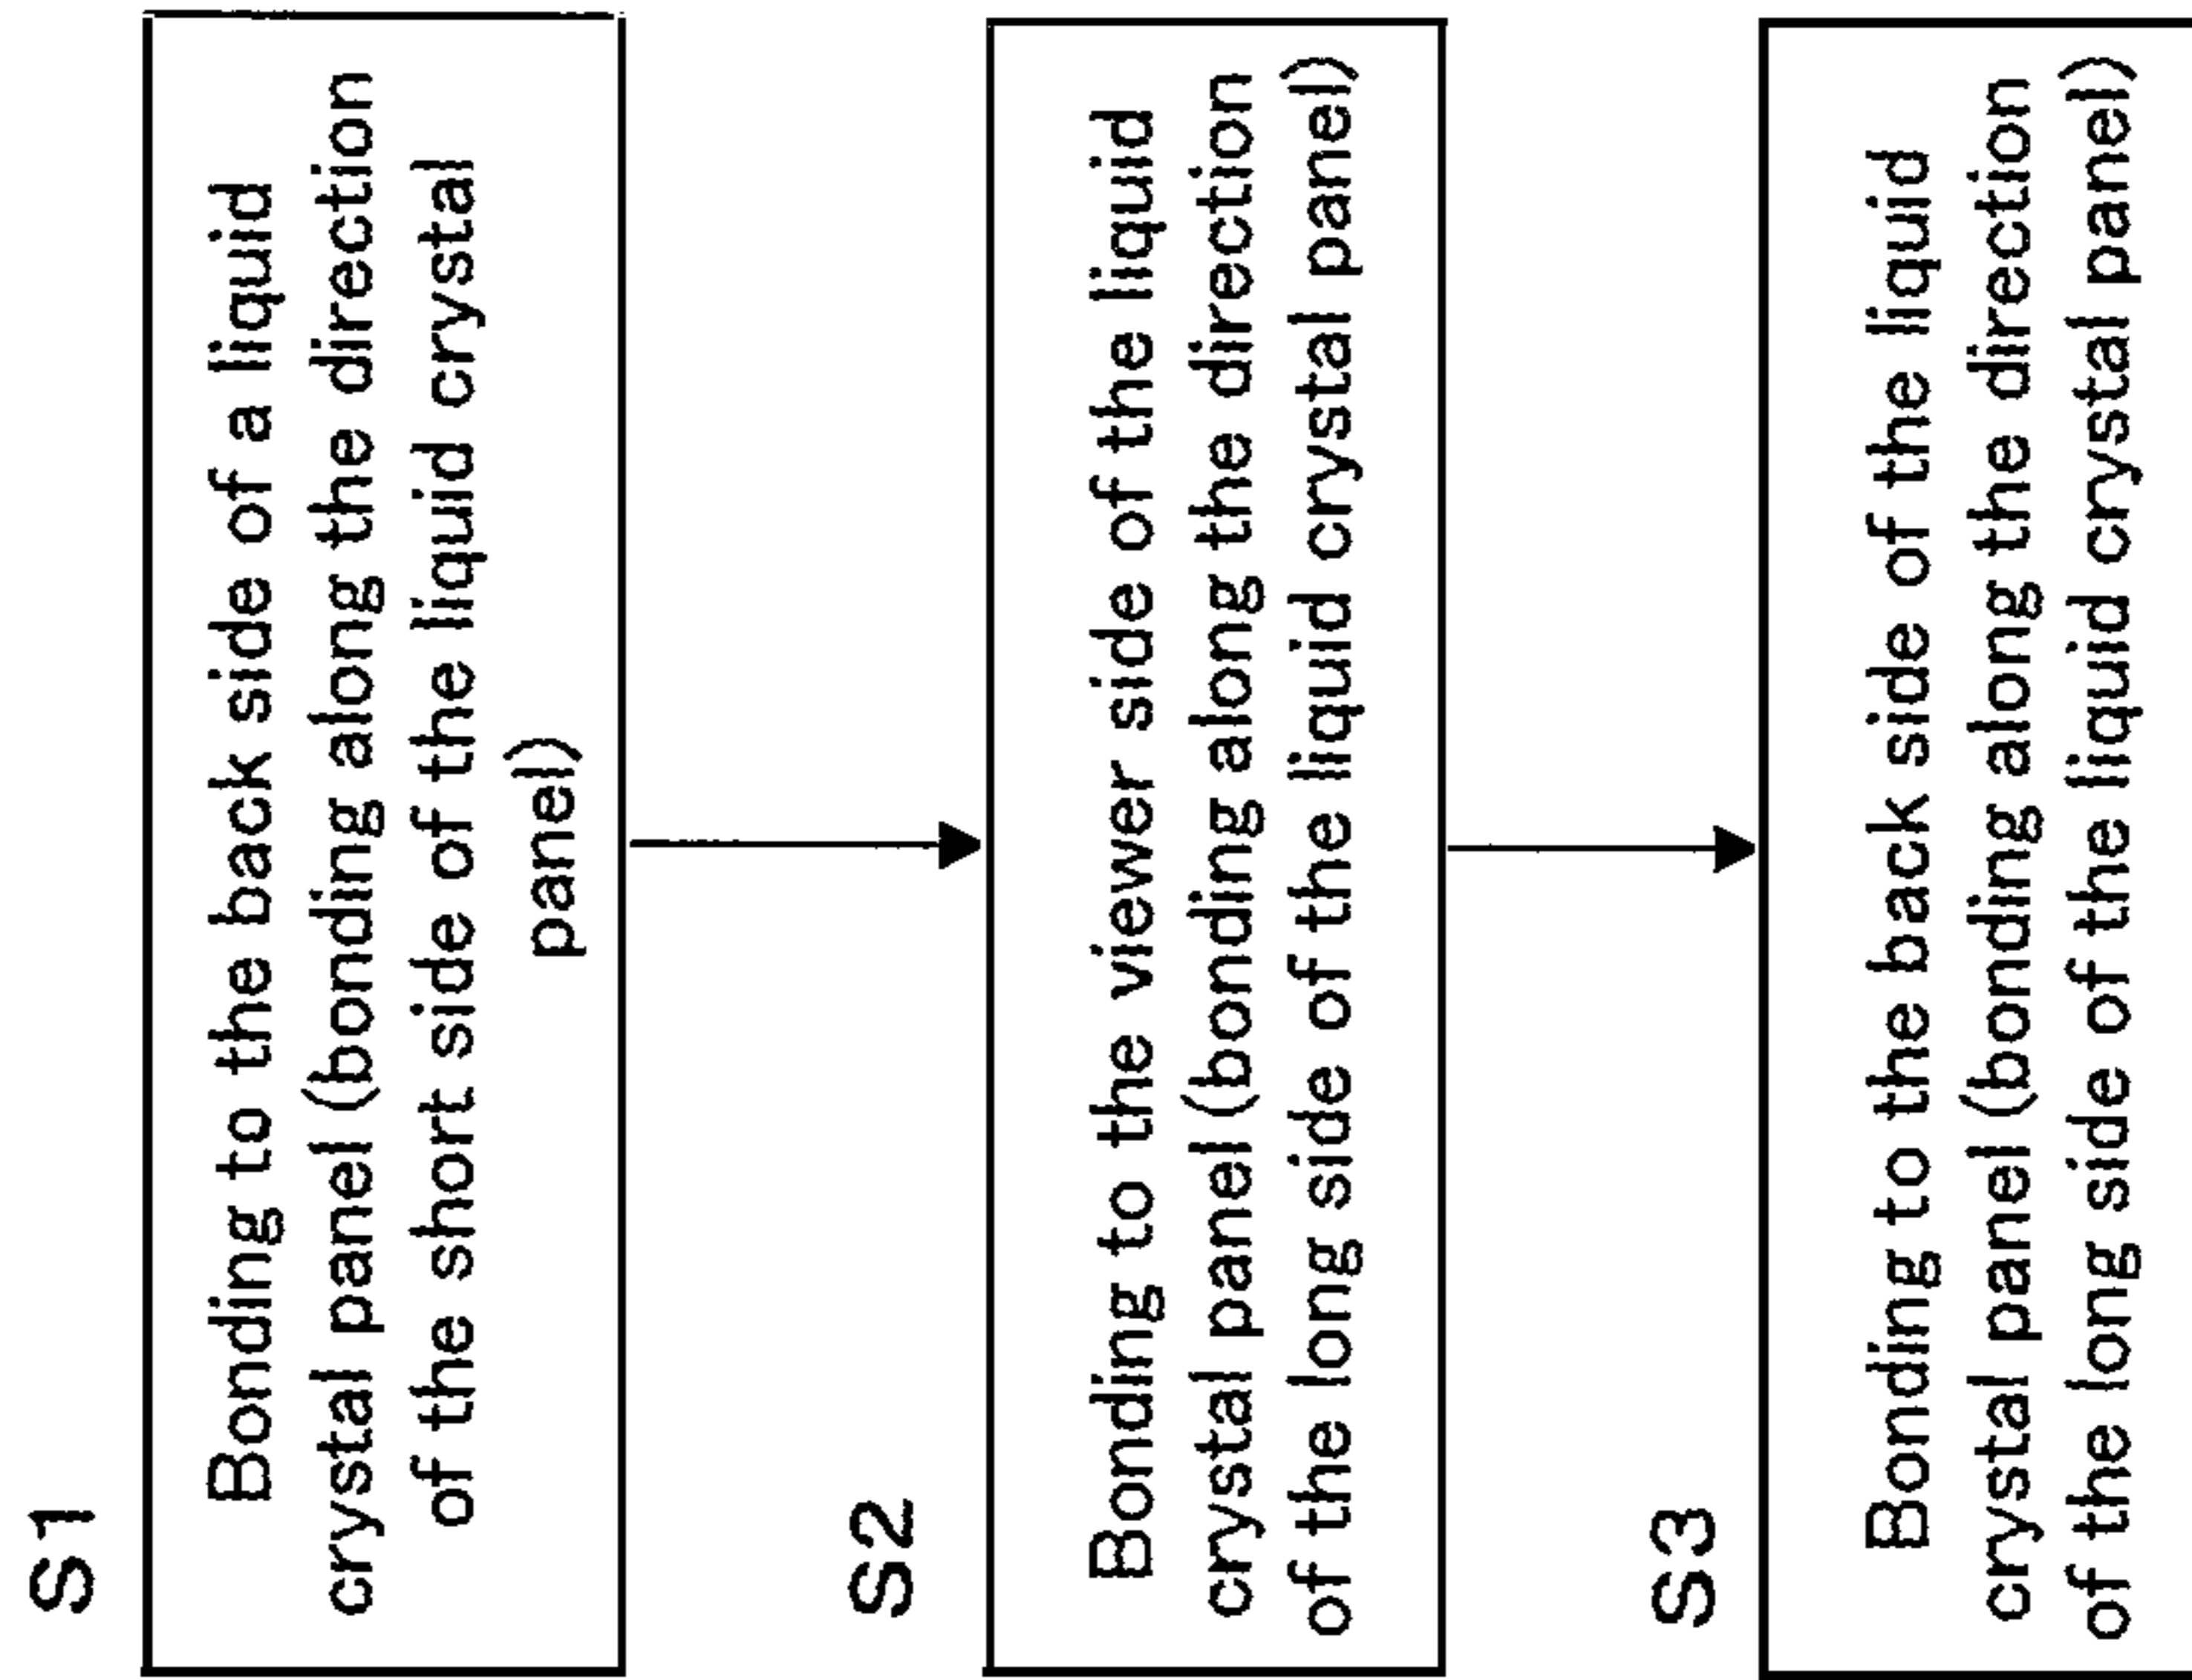 S1
Bonding to the back side of a liquid
crystal panel (bonding along the direction
of the short side of the liquid crystal
panel)
S2
Bonding to the viewer side of the liquid
crystal panel (bonding along the direction
of the long side of the liquid crystal panel)
S3
Bonding to the back side of the liquid
crystal panel (bonding along the direction
of the long side of the liquid crystal panel)